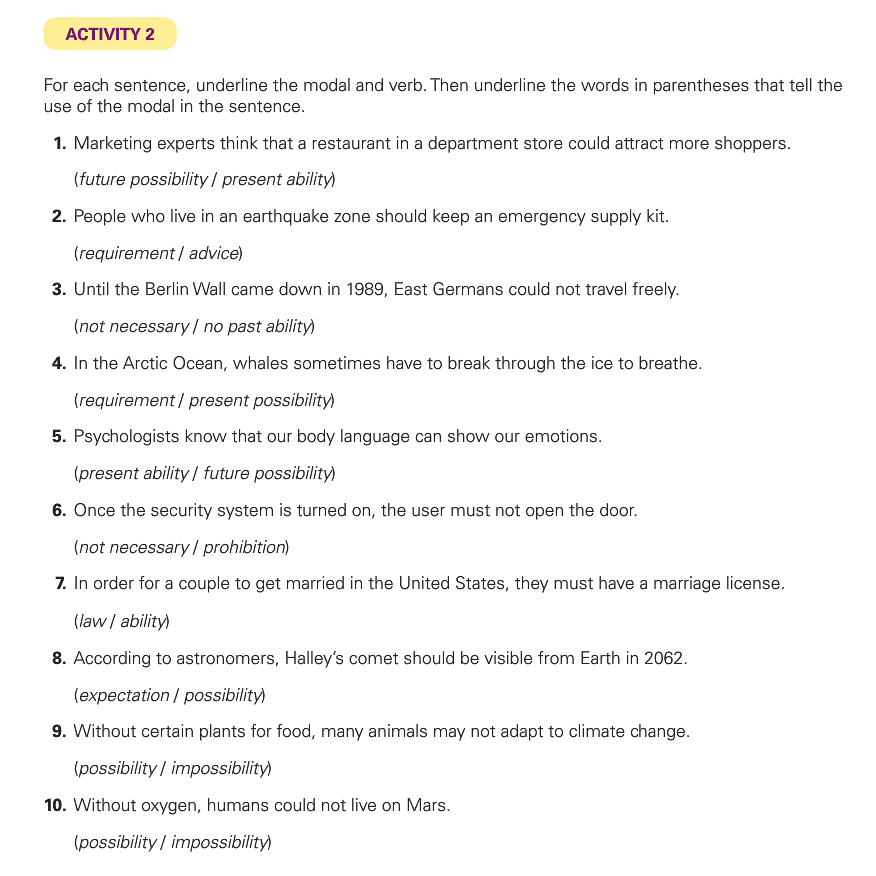 ACTIVITY 2
For each sentence, underline the modal and verb. Then underline the words in parentheses that tell the
use of the modal in the sentence.
1. Marketing experts think that a restaurant in a department store could attract more shoppers.
(future possibility / present ability)
2. People who live in an earthquake zone should keep an emergency supply kit.
(requirement / advice)
3. Until the Berlin Wall came down in 1989, East Germans could not travel freely.
(not necessary / no past ability)
4. In the Arctic Ocean, whales sometimes have to break through the ice to breathe.
(requirement / present possibility)
5. Psychologists know that our body language can show our emotions.
(present ability / future possibility)
6. Once the security system is turned on, the user must not open the door.
(not necessary / prohibition)
7. In order for a couple to get married in the United States, they must have a marriage license.
(law / ability)
8. According to astronomers, Halley's comet should be visible from Earth in 2062.
(expectation / possibility)
9. Without certain plants for food, many animals may not adapt to climate change.
(possibility / impossibility)
10. Without oxygen, humans could not live on Mars.
(possibility / impossibility)